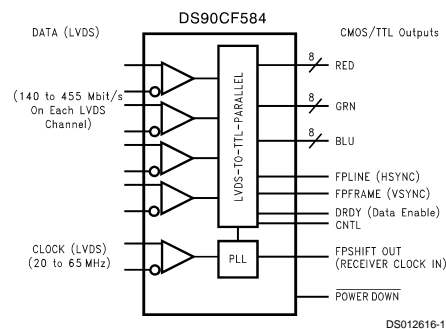 DS90CF584
DATA (LVDS)
CMOS/TTL Outputs
(140 to 455 Mbit/s
On Each LVDS
Channel)
LVDS-TO-TTL-PARALLEL
8
RED
8
GRN
8
BLU
FPLINE (HSYNC)
FPFRAME (VSYNC)
DRDY (Data Enable)
CNTL
CLOCK (LVDS)
(20 to 65 MHz)
PLL
FPSHIFT OUT
(RECEIVER CLOCK IN)
POWER DOWN
DS012616-1